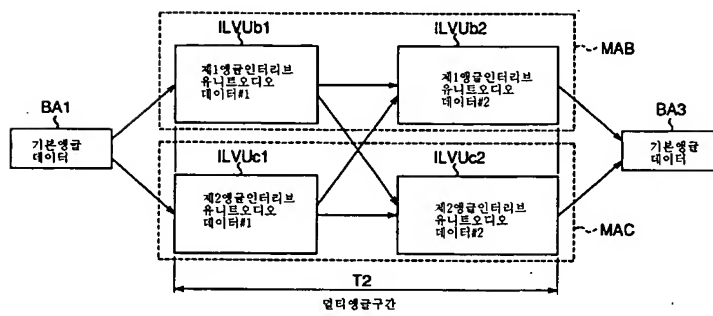 ILVUb1
ILVUb2
MAB
제1앵글인터리브
유니트오디오
데이터#1
제1앵글인터리브
유니트오디오
데이터#2
BA1
기본앵글
데이터
BA3
기본앵글
데이터
ILVUc1
ILVUc2
제2앵글인터리브
유니트오디오
데이터#1
제2앵글인터리브
유니트오디오
데이터#2
MAC
T2
멀티앵글구간